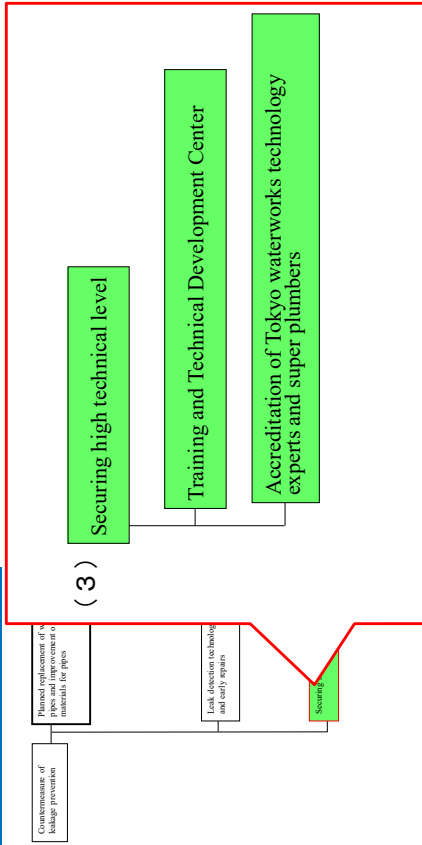 Countermeasure of
leakage prevention
Planned replacement of
pipes and improvement
materials for pipes
Leak detection
and early repairs
Securing
(3)
Securing high technical level
Training and Technical Development Center
Accreditation of Tokyo waterworks technology
experts and super plumbers